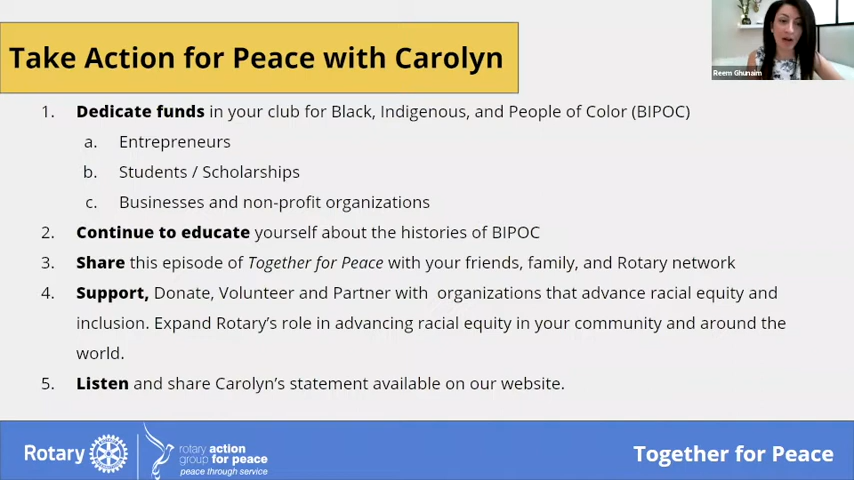 Take Action for Peace with Carolyn
Reem Ghunaim
1. Dedicate funds in your club for Black, Indigenous, and People of Color (BIPOC)
a. Entrepreneurs
b. Students / Scholarships
c. Businesses and non-profit organizations
2. Continue to educate yourself about the histories of BIPOC
3. Share this episode of Together for Peace with your friends, family, and Rotary network
4. Support, Donate, Volunteer and Partner with organizations that advance racial equity and
inclusion. Expand Rotary's role in advancing racial equity in your community and around the
world.
5. Listen and share Carolyn's statement available on our website.
Rotary
rotary action
group for peace
peace through service
Together for Peace